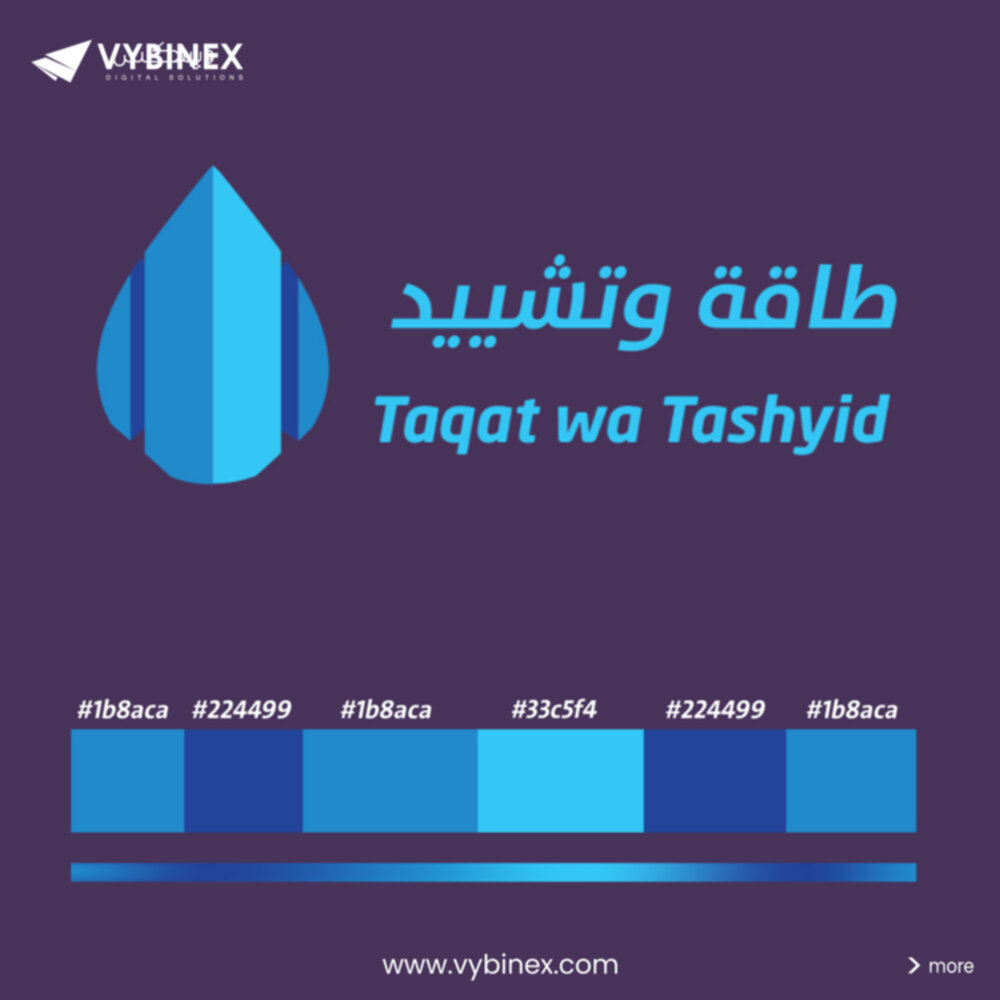 VYBINEX
DIGITAL SOLUTIONS
طاقة وتشييد
Taqat wa Tashyid
#1b8aca #224499 #1b8aca #33c5f4 #224499 #1b8aca
www.vybinex.com
> more